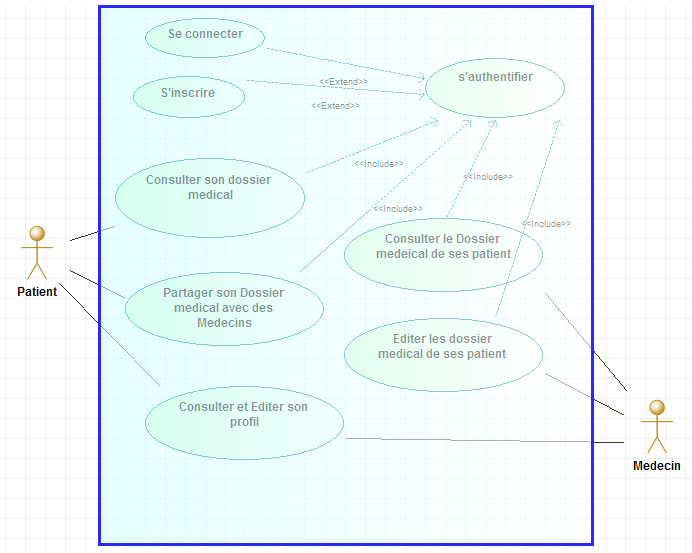 Se connecter
s'authentifier
<<Extend>>
S'inscrire
<<Extend>>
<<Include>>
Consulter son dossier
medical
<<Include>>
<<Include>>
<<Include>>
Consulter le Dossier
medeical de ses patient
Patient
Partager son Dossier
medical avec des
Medecins
Editer les dossier
medical de ses patient
Consulter et Editer son
profil
Medecin